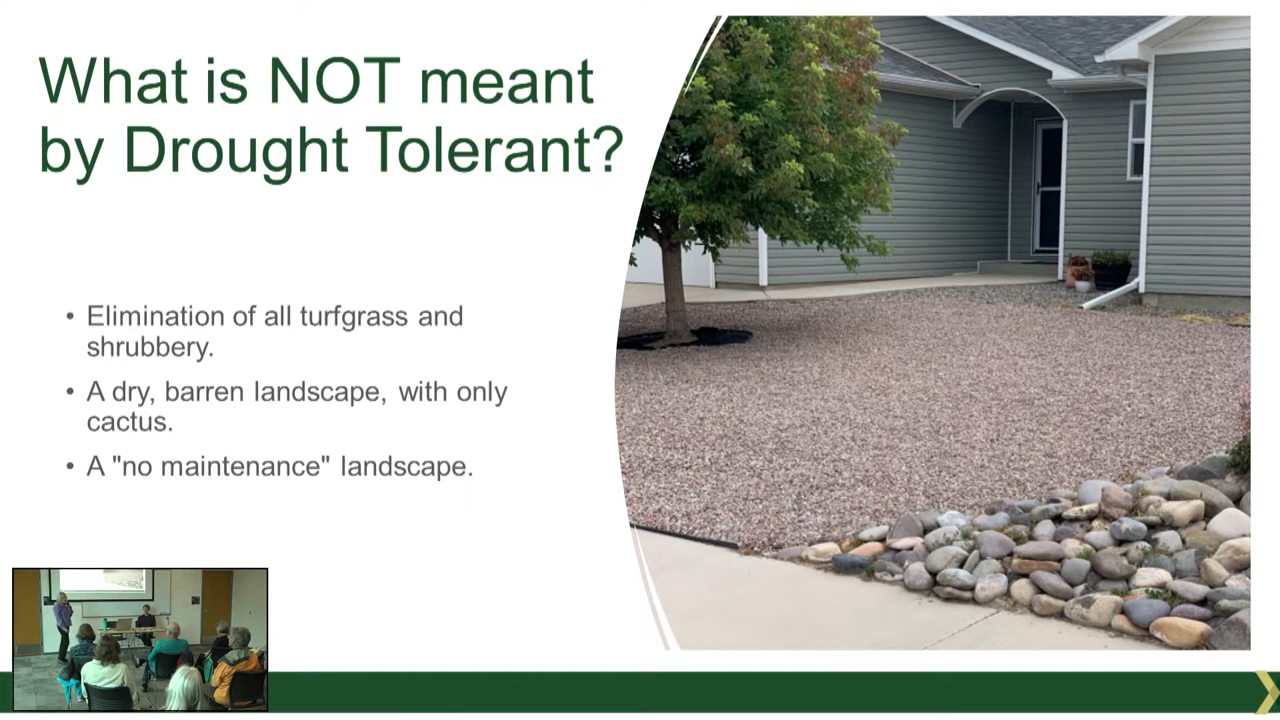 What is NOT meant
by Drought Tolerant?
• Elimination of all turfgrass and
shrubbery.
• A dry, barren landscape, with only
cactus.
• A "no maintenance" landscape.